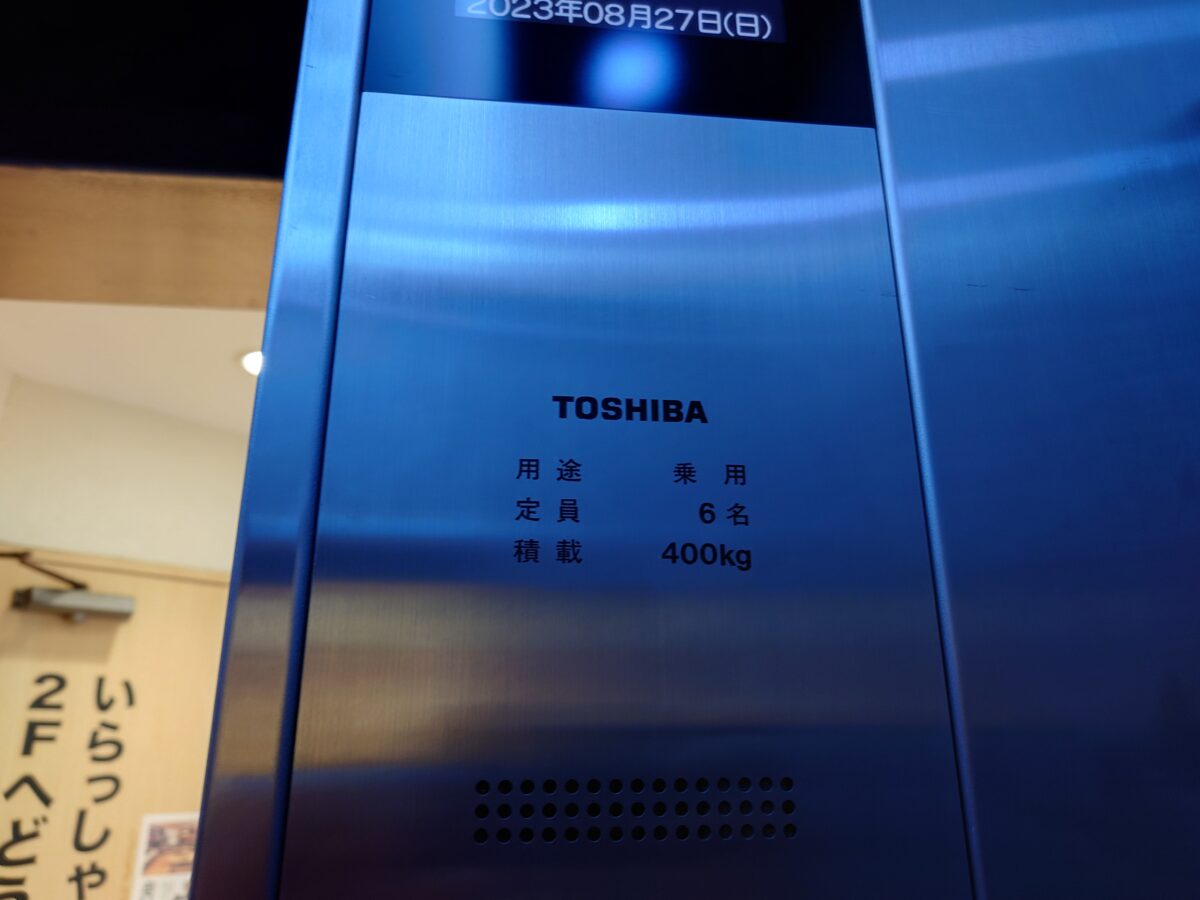 2023年08月27日(日)
TOSHIBA
用途 乗用
定員 6名
積載 400kg
いらっしゃ
2Fへどう